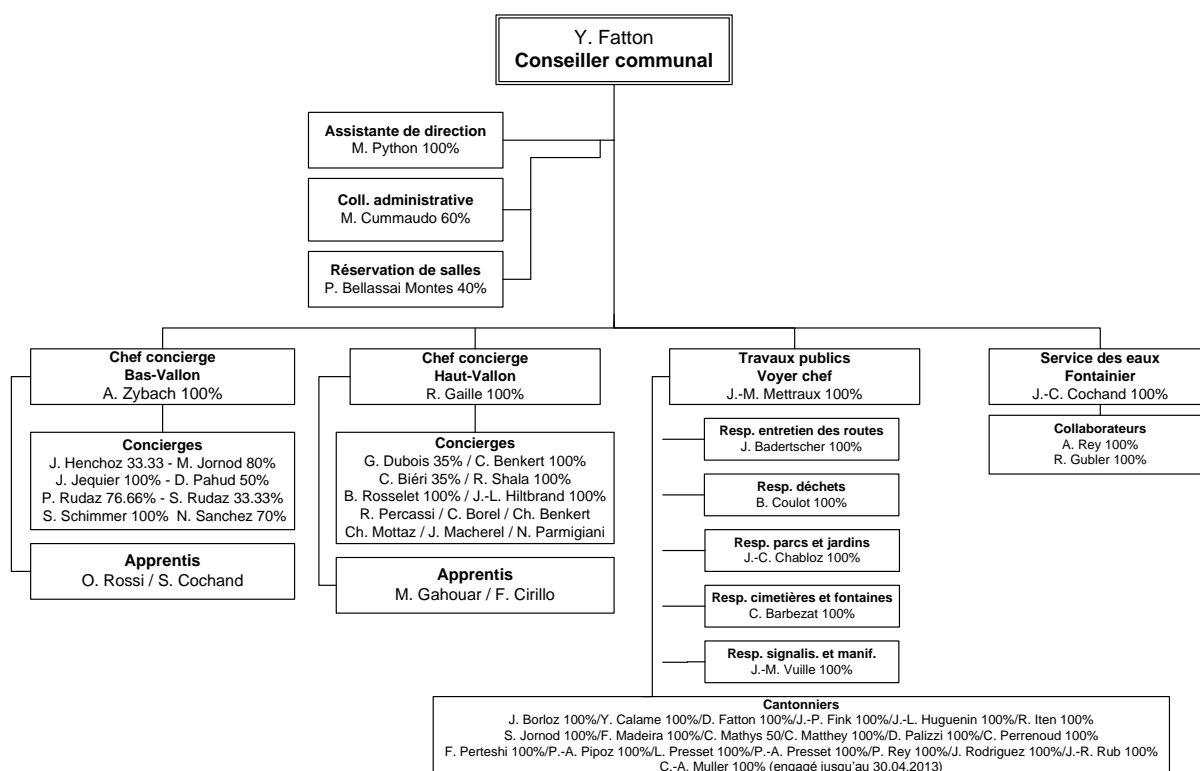 Y. Fatton
Conseiller communal
Assistante de direction
M. Python 100%
Coll. administrative
M. Cummaudo 60%
Réservation de salles
P. Bellassai Montes 40%
Chef concierge
Bas-Vallon
A. Zybach 100%
Concierges
J. Henchoz 33.33 - M. Jornod 80%
J. Jequier 100% - D. Pahud 50%
P. Rudaz 76.66% - S. Rudaz 33.33%
S. Schimmer 100% N. Sanchez 70%
Apprentis
O. Rossi / S. Cochand
Chef concierge
Haut-Vallon
R. Gaille 100%
Concierges
G. Dubois 35% / C. Benkert 100%
C. Biéri 35% / R. Shala 100%
B. Rosselet 100% / J.-L. Hiltbrand 100%
R. Percassi / C. Borel / Ch. Benkert
Ch. Mottaz / J. Macherel / N. Parmigiani
Apprentis
M. Gahouar / F. Cirillo
Travaux publics
Voyer chef
J.-M. Mettraux 100%
Resp. entretien des routes
J. Badertscher 100%
Resp. déchets
B. Coulot 100%
Resp. parcs et jardins
J.-C. Chabloz 100%
Resp. cimetières et fontaines
C. Barbezat 100%
Resp. signalis. et manif.
J.-M. Vuille 100%
Cantonniers
J. Borloz 100%/Y. Calame 100%/D. Fatton 100%/J.-P. Fink 100%/J.-L. Huguenin 100%/R. Iten 100%
S. Jornod 100%/F. Madeira 100%/C. Mathys 50/C. Matthey 100%/D. Palizzi 100%/C. Perrenoud 100%
F. Perteshi 100%/P.-A. Pipoz 100%/L. Presset 100%/P.-A. Presset 100%/P. Rey 100%/J. Rodriguez 100%/J.-R. Rub 100%
C.-A. Muller 100% (engagé jusqu'au 30.04.2013)
Service des eaux
Fontainier
J.-C. Cochand 100%
Collaborateurs
A. Rey 100%
R. Gubler 100%